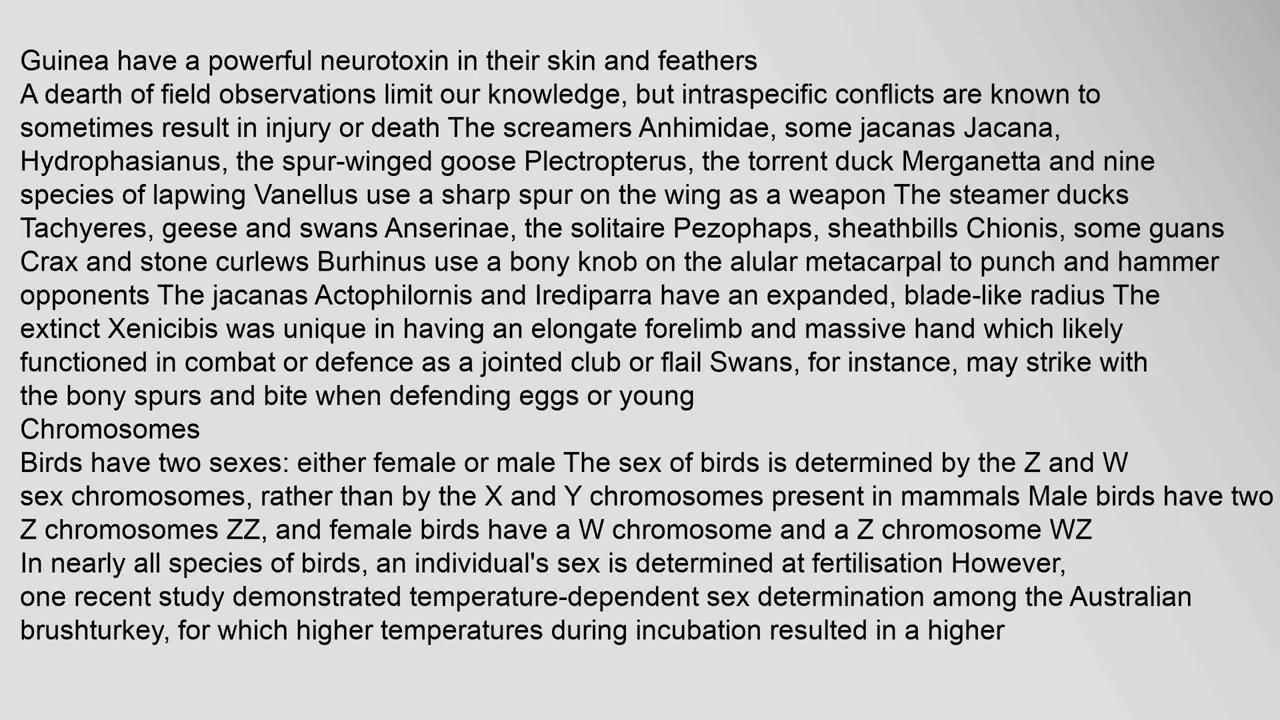 Guinea have a powerful neurotoxin in their skin and feathers
A dearth of field observations limit our knowledge, but intraspecific conflicts are known to
sometimes result in injury or death The screamers Anhimidae, some jacanas Jacana,
Hydrophasianus, the spur-winged goose Plectropterus, the torrent duck Merganetta and nine
species of lapwing Vanellus use a sharp spur on the wing as a weapon The steamer ducks
Tachyeres, geese and swans Anserinae, the solitaire Pezophaps, sheathbills Chionis, some guans
Crax and stone curlews Burhinus use a bony knob on the alular metacarpal to punch and hammer
opponents The jacanas Actophilornis and Irediparra have an expanded, blade-like radius The
extinct Xenicibis was unique in having an elongate forelimb and massive hand which likely
functioned in combat or defence as a jointed club or flail Swans, for instance, may strike with
the bony spurs and bite when defending eggs or young
Chromosomes
Birds have two sexes: either female or male The sex of birds is determined by the Z and W
sex chromosomes, rather than by the X and Y chromosomes present in mammals Male birds have two
Z chromosomes ZZ, and female birds have a W chromosome and a Z chromosome WZ
In nearly all species of birds, an individual's sex is determined at fertilisation However,
one recent study demonstrated temperature-dependent sex determination among the Australian
brushturkey, for which higher temperatures during incubation resulted in a higher